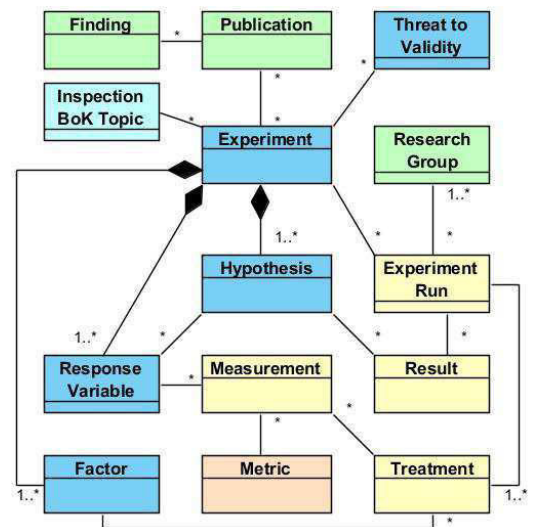 Finding
Publication
Threat to
Validity
*
*
*
Inspection
BoK Topic
*
*
Experiment
Research
Group
1..*
1..*
*
*
Hypothesis
Experiment
Run
1..*
*
*
*
Response
Variable
Measurement
Result
*
*
*
Factor
Metric
Treatment
1..*
1..*
*